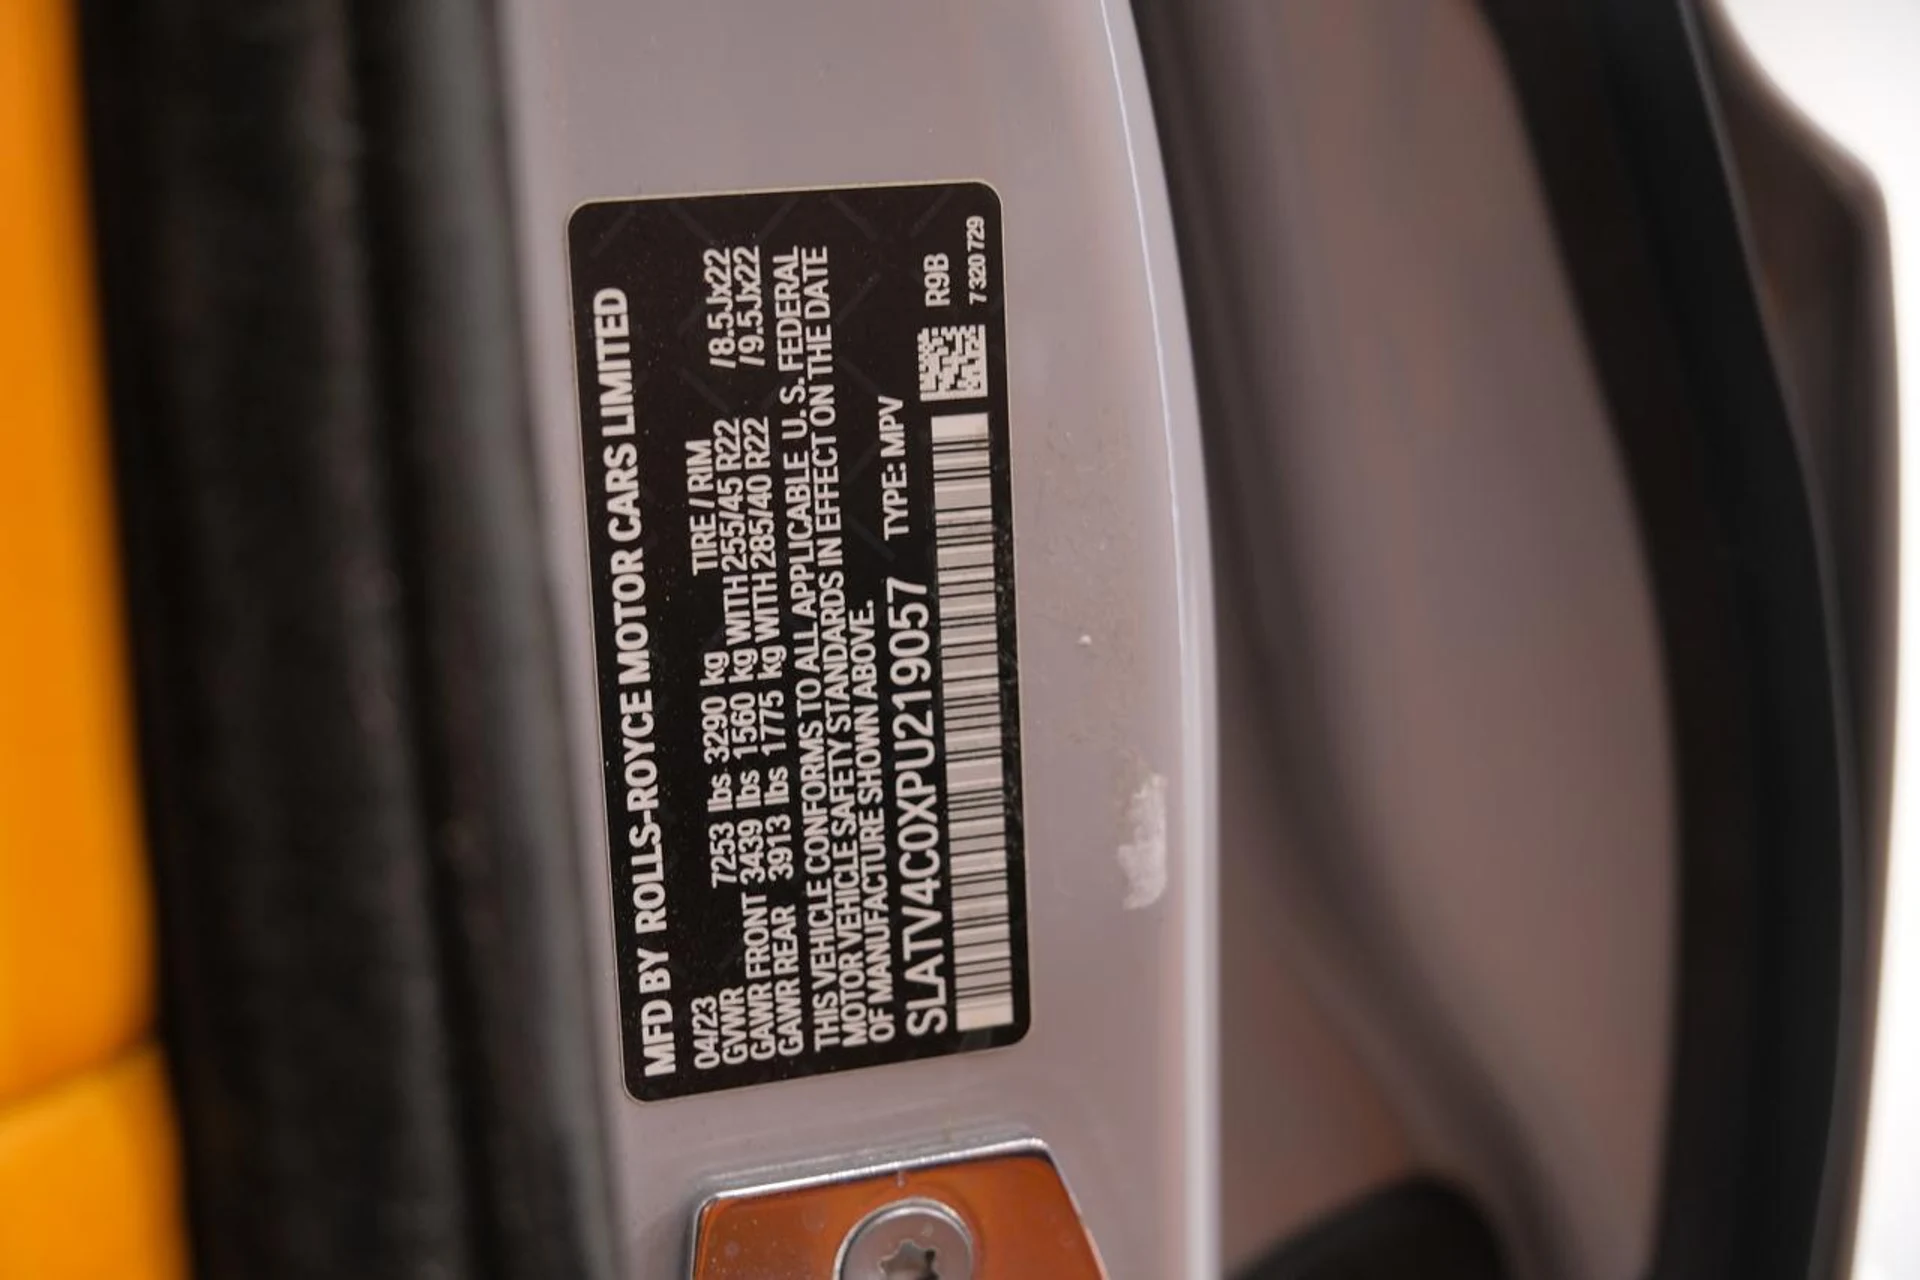 MFD BY ROLLS-ROYCE MOTOR CARS LIMITED
04/23 TIRE / RIM
GVWR 7253 lbs 3290 kg
GAWR FRONT 3439 lbs 1560 kg WITH 255/45 R22 /8.5Jx22
GAWR REAR 3913 lbs 1775 kg WITH 285/40 R22 /9.5Jx22
THIS VEHICLE CONFORMS TO ALL APPLICABLE U. S. FEDERAL
MOTOR VEHICLE SAFETY STANDARDS IN EFFECT ON THE DATE
OF MANUFACTURE SHOWN ABOVE.
SLATV4C0XPU219057 TYPE: MPV
R9B
7 320 729